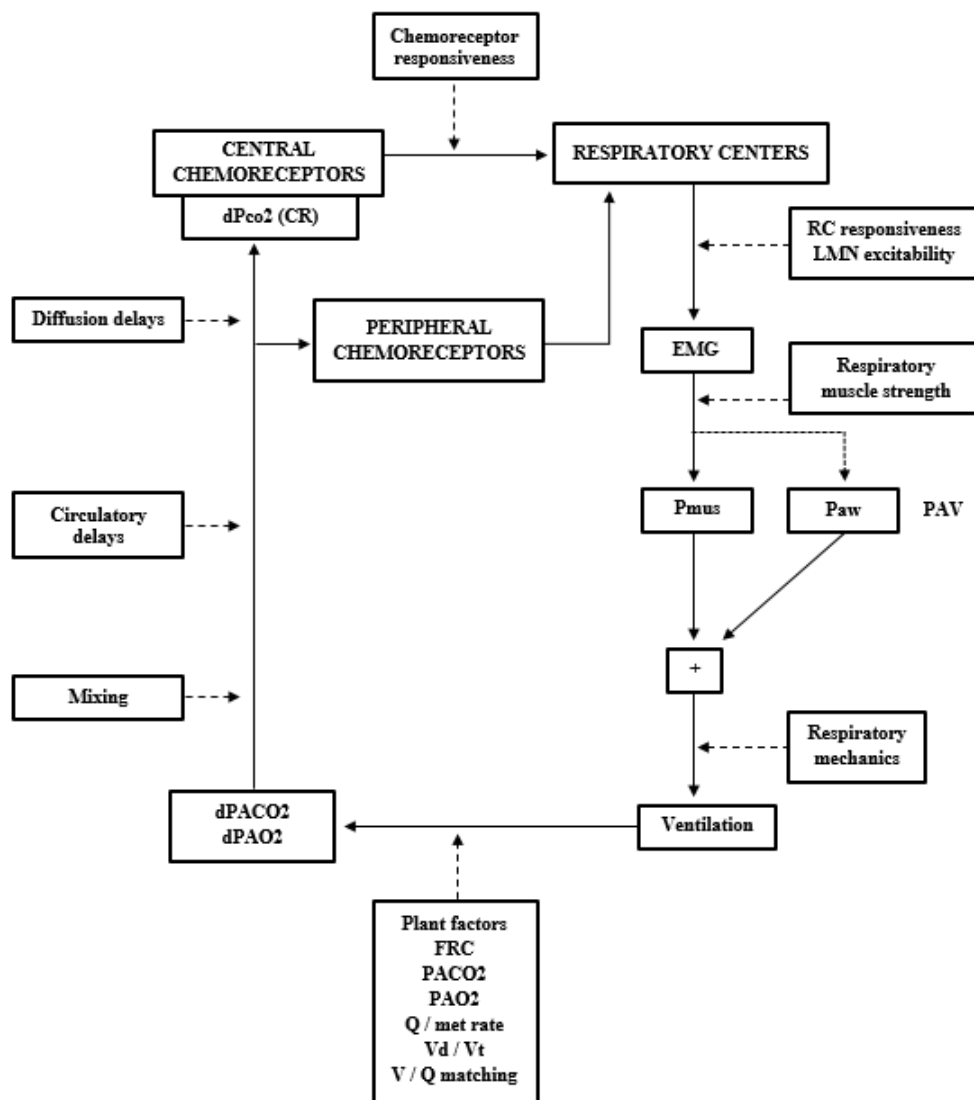 Chemoreceptor
responsiveness
CENTRAL
CHEMORECEPTORS
dPco2 (CR)
RESPIRATORY CENTERS
RC responsiveness
LMN excitability
Diffusion delays
PERIPHERAL
CHEMORECEPTORS
EMG
Respiratory
muscle strength
Circulatory
delays
Pmus
Paw
PAV
Mixing
+
Respiratory
mechanics
dPACO2
dPAO2
Ventilation
Plant factors
FRC
PACO2
PAO2
Q / met rate
Vd / Vt
V / Q matching